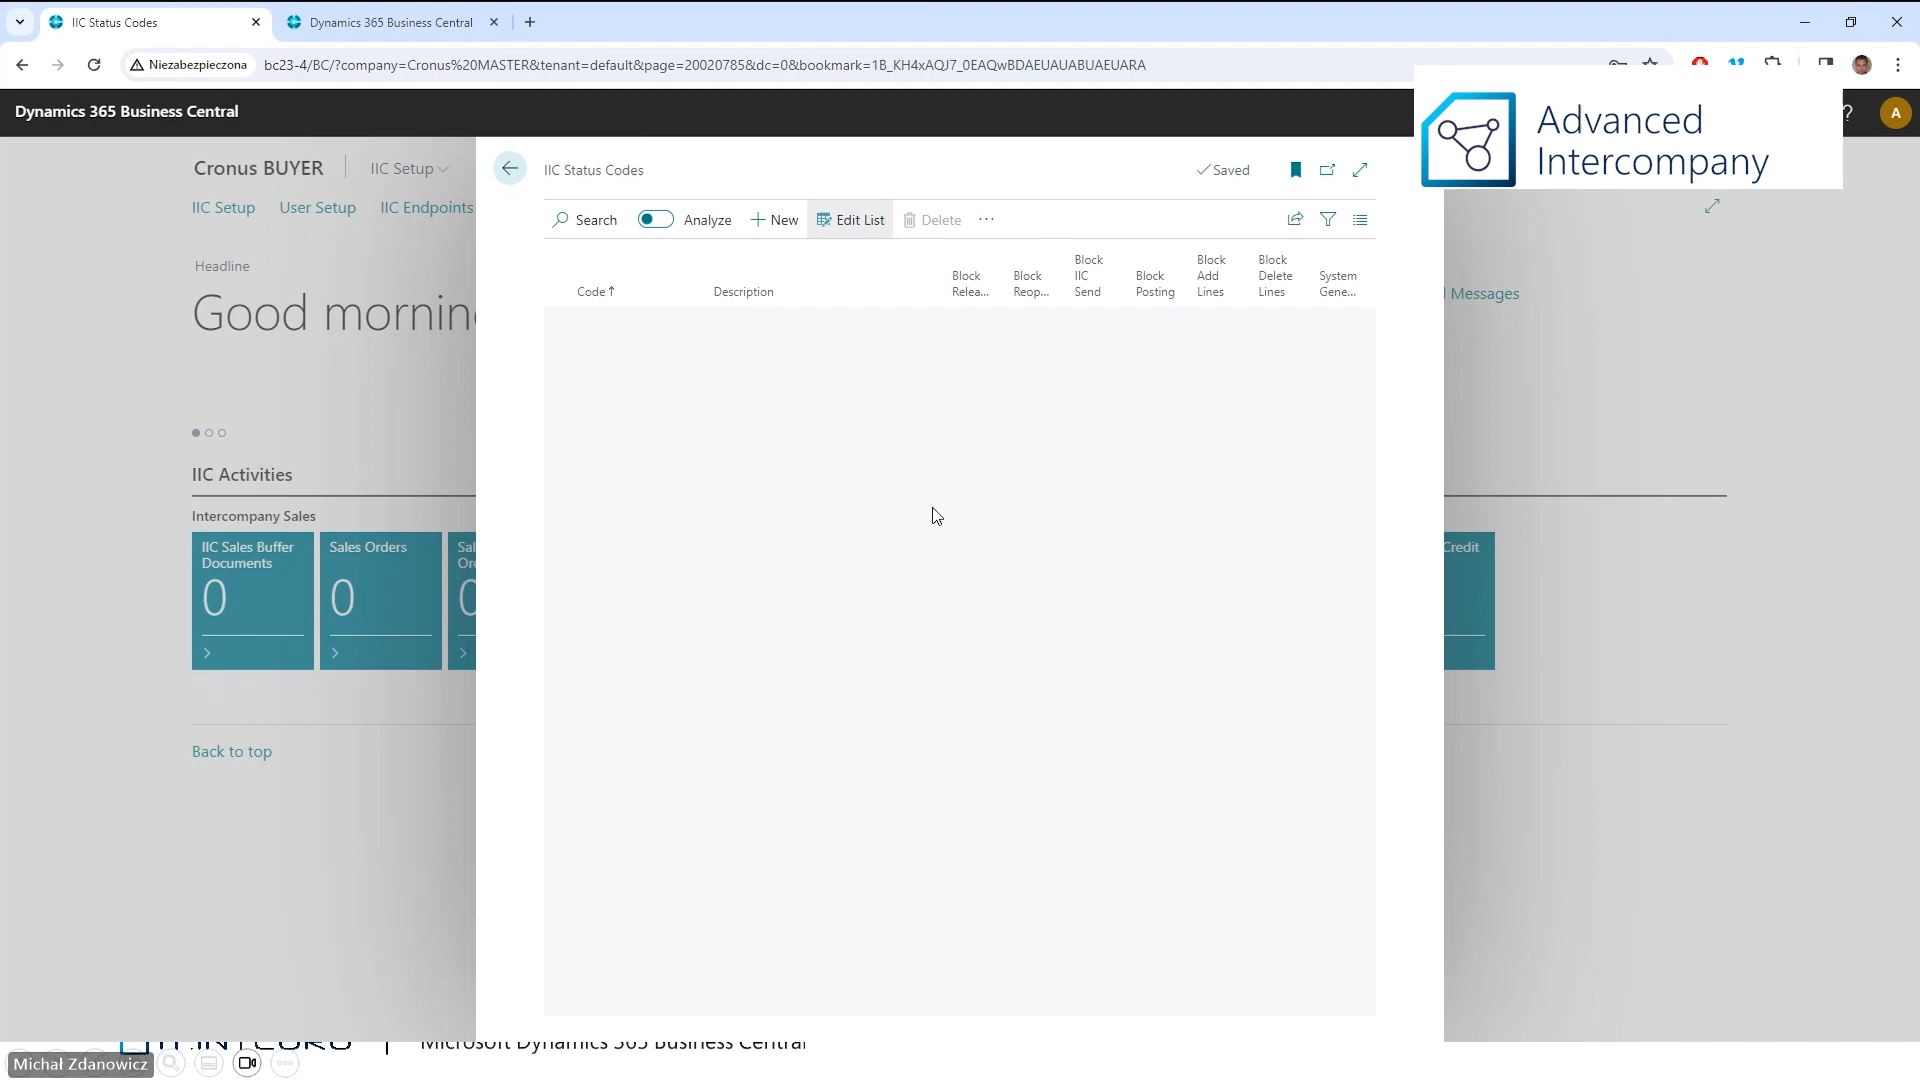 IIC Status Codes
Dynamics 365 Business Central
Niezabezpieczona
bc23-4/BC/?company=Cronus%20MASTER&tenant=default&page=20020785&dc=0&bookmark=1B_KH4xAQJ7_0EAQwBDAEUAUABUAEUARA
Dynamics 365 Business Central
?
A
Advanced
Intercompany
Cronus BUYER
IIC Setup
IIC Setup
User Setup
IIC Endpoints
Headline
Good mornin
IIC Activities
Intercompany Sales
IIC Sales Buffer
Documents
0
Sales Orders
0
Sal
Or
Back to top
IIC Status Codes
Saved
Search
Analyze
New
Edit List
Delete
Code
Description
Block
Relea...
Block
Reop...
Block
IIC
Send
Block
Posting
Block
Add
Lines
Block
Delete
Lines
System
Gene...
Messages
Credit
Microsoft Dynamics 365 Business Central
Michał Zdanowicz